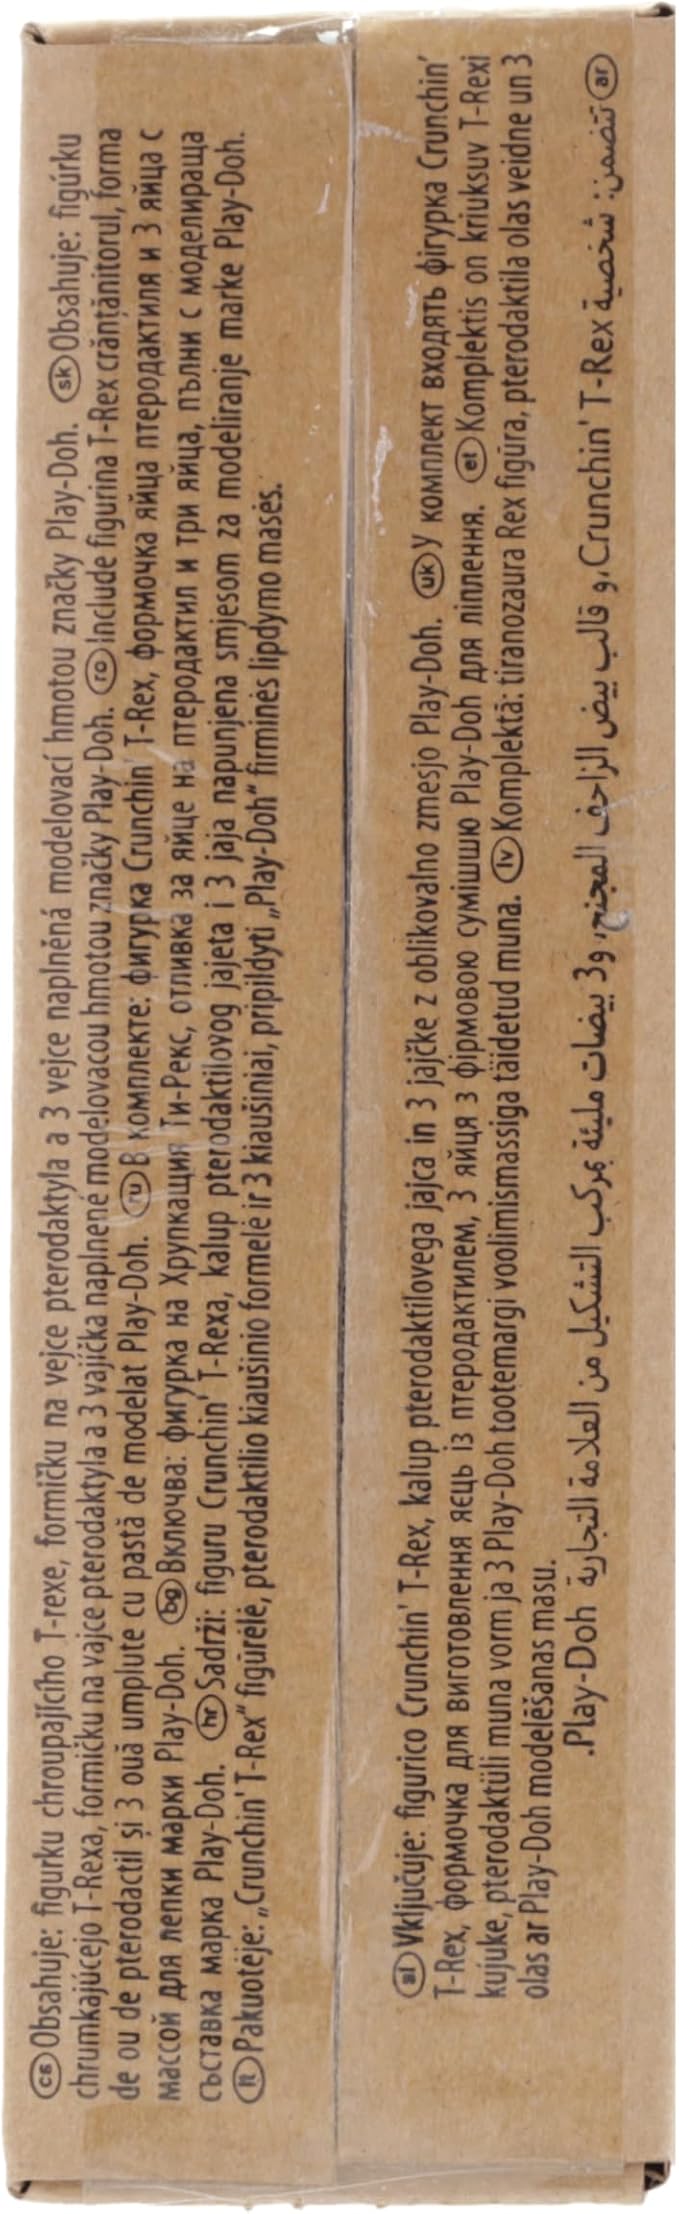 cs Obsahuje: figurku chroupajícího T-rexe, formičku na vejce pterodaktyla a 3 vejce naplněná modelovací hmotou značky Play-Doh. sk Obsahuje: figúrku
chrumkajúcejo T-Rexa, formičku na vajce pterodaktyla a 3 vajíčka naplnené modelovacou hmotou značky Play-Doh. ro Include figurina T-Rex crănțănitorul, forma
de ou de pterodactil și 3 ouă umplute cu pastă de modelat Play-Doh. ru В комплекте: фигурка Crunchin' T-Rex, формочка яйца птеродактиля и 3 яйца с
массой для лепки марки Play-Doh. bg Включва: фигурка на Хрупкащия Ти-Рекс, отливка за яйце на птеродактил и три яйца, пълни с моделираща
съставка марка Play-Doh. hr Sadrži: figuru Crunchin' T-Rexa, kalup pterodaktilovog jajeta i 3 jaja napunjena smjesom za modeliranje marke Play-Doh.
lt Pakuotėje: „Crunchin' T-Rex“ figūrėlė, pterodaktilio kiaušinio formelė ir 3 kiaušiniai, pripildyti „Play-Doh“ firminės lipdymo masės.
sl Vključuje: figurico Crunchin' T-Rex, kalup pterodaktilovega jajca in 3 jajčke z oblikovalno zmesjo Play-Doh. uk У комплект входять фігурка Crunchin'
T-Rex, формочка для виготовлення яєць із птеродактилем, 3 яйця з фірмовою сумішшю Play-Doh для ліплення. et Komplektis on kriuksuv T-Rexi
kujuke, pterodaktüli muna vorm ja 3 Play-Doh tootemargi voolimismassiga täidetud muna. lv Komplektā: tiranozaura Rex figūra, pterodaktila olas veidne un 3
olas ar Play-Doh modelēšanas masu.
ar تتضمن: شخصية Crunchin' T-Rex، و قالب بيض الزاحف المجنح، و3 بيضات مليئة بمركب التشكيل من العلامة التجارية Play-Doh.